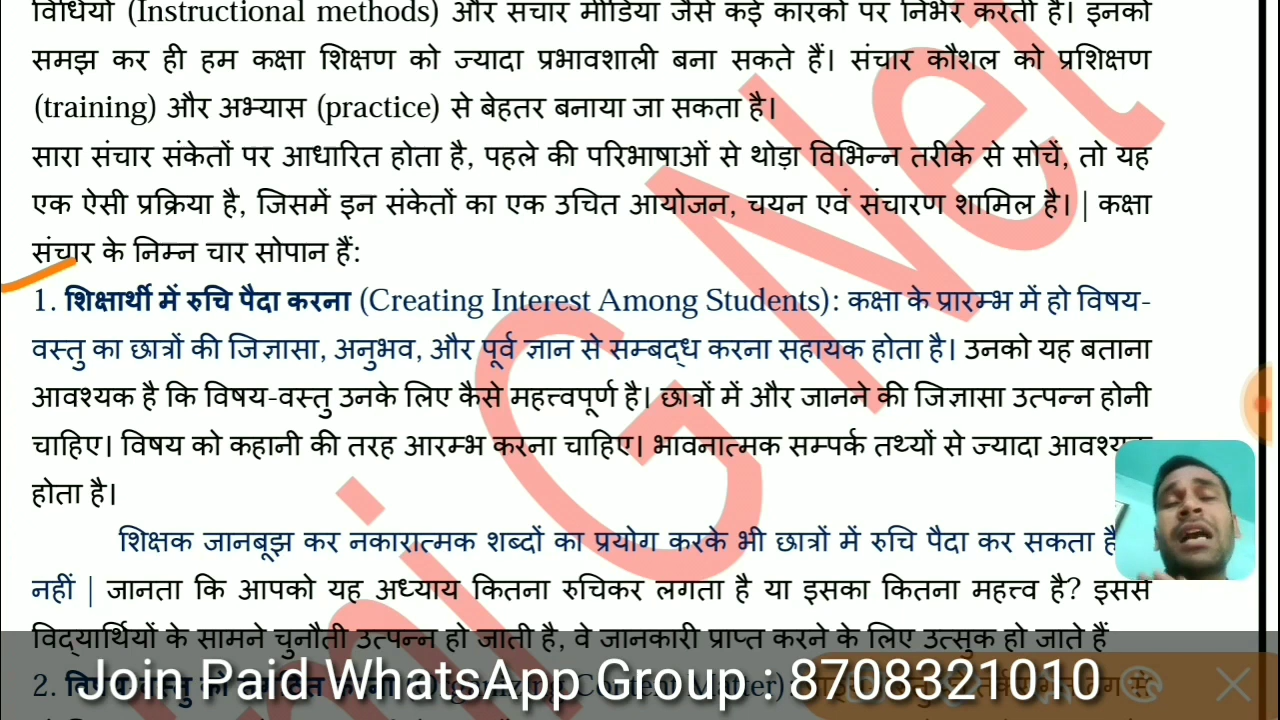 विधियों (Instructional methods) और संचार मीडिया जैसे कई कारकों पर निर्भर करती है। इनको
समझ कर ही हम कक्षा शिक्षण को ज्यादा प्रभावशाली बना सकते हैं। संचार कौशल को प्रशिक्षण
(training) और अभ्यास (practice) से बेहतर बनाया जा सकता है।
सारा संचार संकेतों पर आधारित होता है, पहले की परिभाषाओं से थोड़ा विभिन्न तरीके से सोचें, तो यह
एक ऐसी प्रक्रिया है, जिसमें इन संकेतों का एक उचित आयोजन, चयन एवं संचारण शामिल है। | कक्षा
संचार के निम्न चार सोपान हैं:
1. शिक्षार्थी में रुचि पैदा करना (Creating Interest Among Students): कक्षा के प्रारम्भ में हो विषय-
वस्तु का छात्रों की जिज्ञासा, अनुभव, और पूर्व ज्ञान से सम्बद्ध करना सहायक होता है। उनको यह बताना
आवश्यक है कि विषय-वस्तु उनके लिए कैसे महत्त्वपूर्ण है। छात्रों में और जानने की जिज्ञासा उत्पन्न होनी
चाहिए। विषय को कहानी की तरह आरम्भ करना चाहिए। भावनात्मक सम्पर्क तथ्यों से ज्यादा आवश्यक
होता है।
शिक्षक जानबूझ कर नकारात्मक शब्दों का प्रयोग करके भी छात्रों में रुचि पैदा कर सकता है
नहीं | जानता कि आपको यह अध्याय कितना रुचिकर लगता है या इसका कितना महत्त्व है? इससे
विद्यार्थियों के सामने चुनौती उत्पन्न हो जाती है, वे जानकारी प्राप्त करने के लिए उत्सुक हो जाते हैं
Join Paid WhatsApp Group : 8708321010
2. Content Matter)
G Net